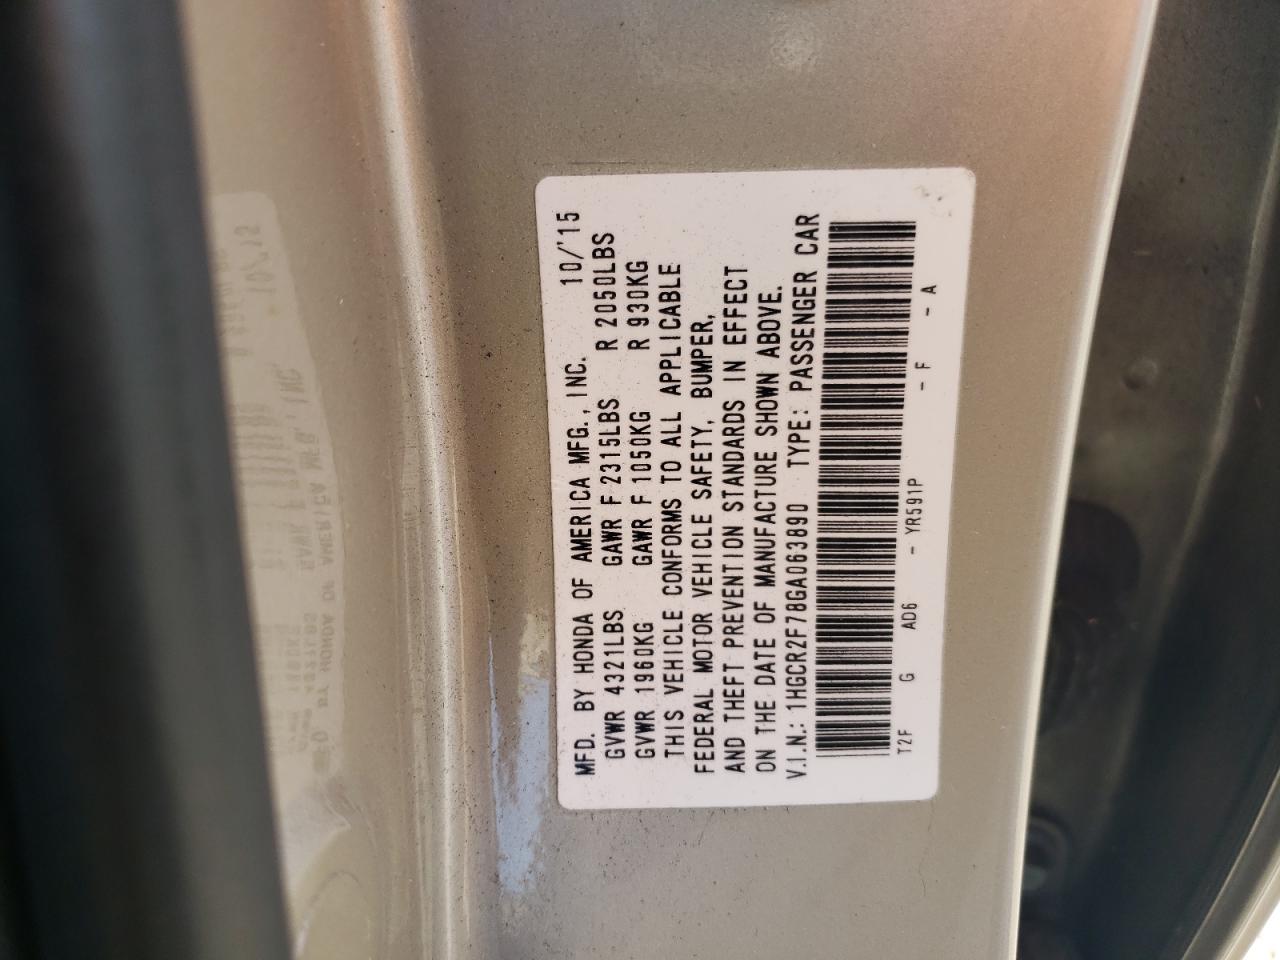 MFD. BY HONDA OF AMERICA MFG., INC. 10/'15
GVWR 4321LBS GAWR F 2315LBS R 2050LBS
GVWR 1960KG GAWR F 1050KG R 930KG
THIS VEHICLE CONFORMS TO ALL APPLICABLE
FEDERAL MOTOR VEHICLE SAFETY, BUMPER,
AND THEFT PREVENTION STANDARDS IN EFFECT
ON THE DATE OF MANUFACTURE SHOWN ABOVE.
V.I.N.: 1HGCR2F78GA063890 TYPE: PASSENGER CAR
T2F G AD6 - YR591P - F - A